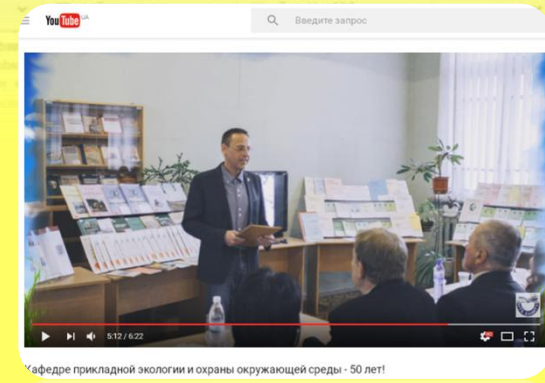 YouTube UA
Введите запрос
5:12 / 6:22
Кафедре прикладной экологии и охраны окружающей среды - 50 лет!